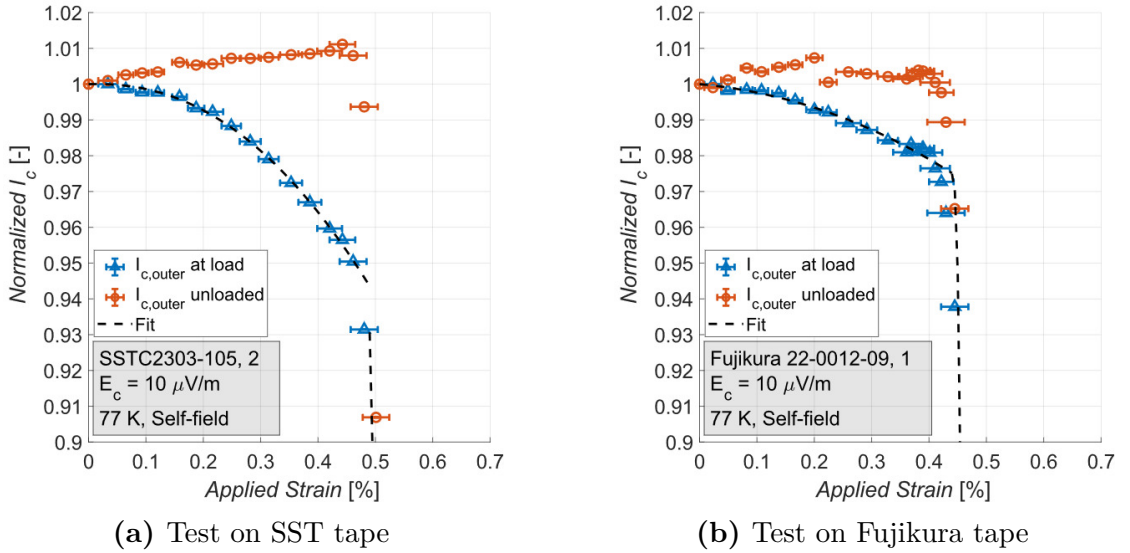 1.02
1.01
1
0.99
0.98
0.97
0.96
0.95
0.94
0.93
0.92
0.91
0.9
Normalized I_c [-]
I_c,outer at load
I_c,outer unloaded
Fit
SSTC2303-105, 2
E_c = 10 μV/m
77 K, Self-field
0 0.1 0.2 0.3 0.4 0.5 0.6 0.7
Applied Strain [%]
(a) Test on SST tape
1.02
1.01
1
0.99
0.98
0.97
0.96
0.95
0.94
0.93
0.92
0.91
0.9
Normalized I_c [-]
I_c,outer at load
I_c,outer unloaded
Fit
Fujikura 22-0012-09, 1
E_c = 10 μV/m
77 K, Self-field
0 0.1 0.2 0.3 0.4 0.5 0.6 0.7
Applied Strain [%]
(b) Test on Fujikura tape